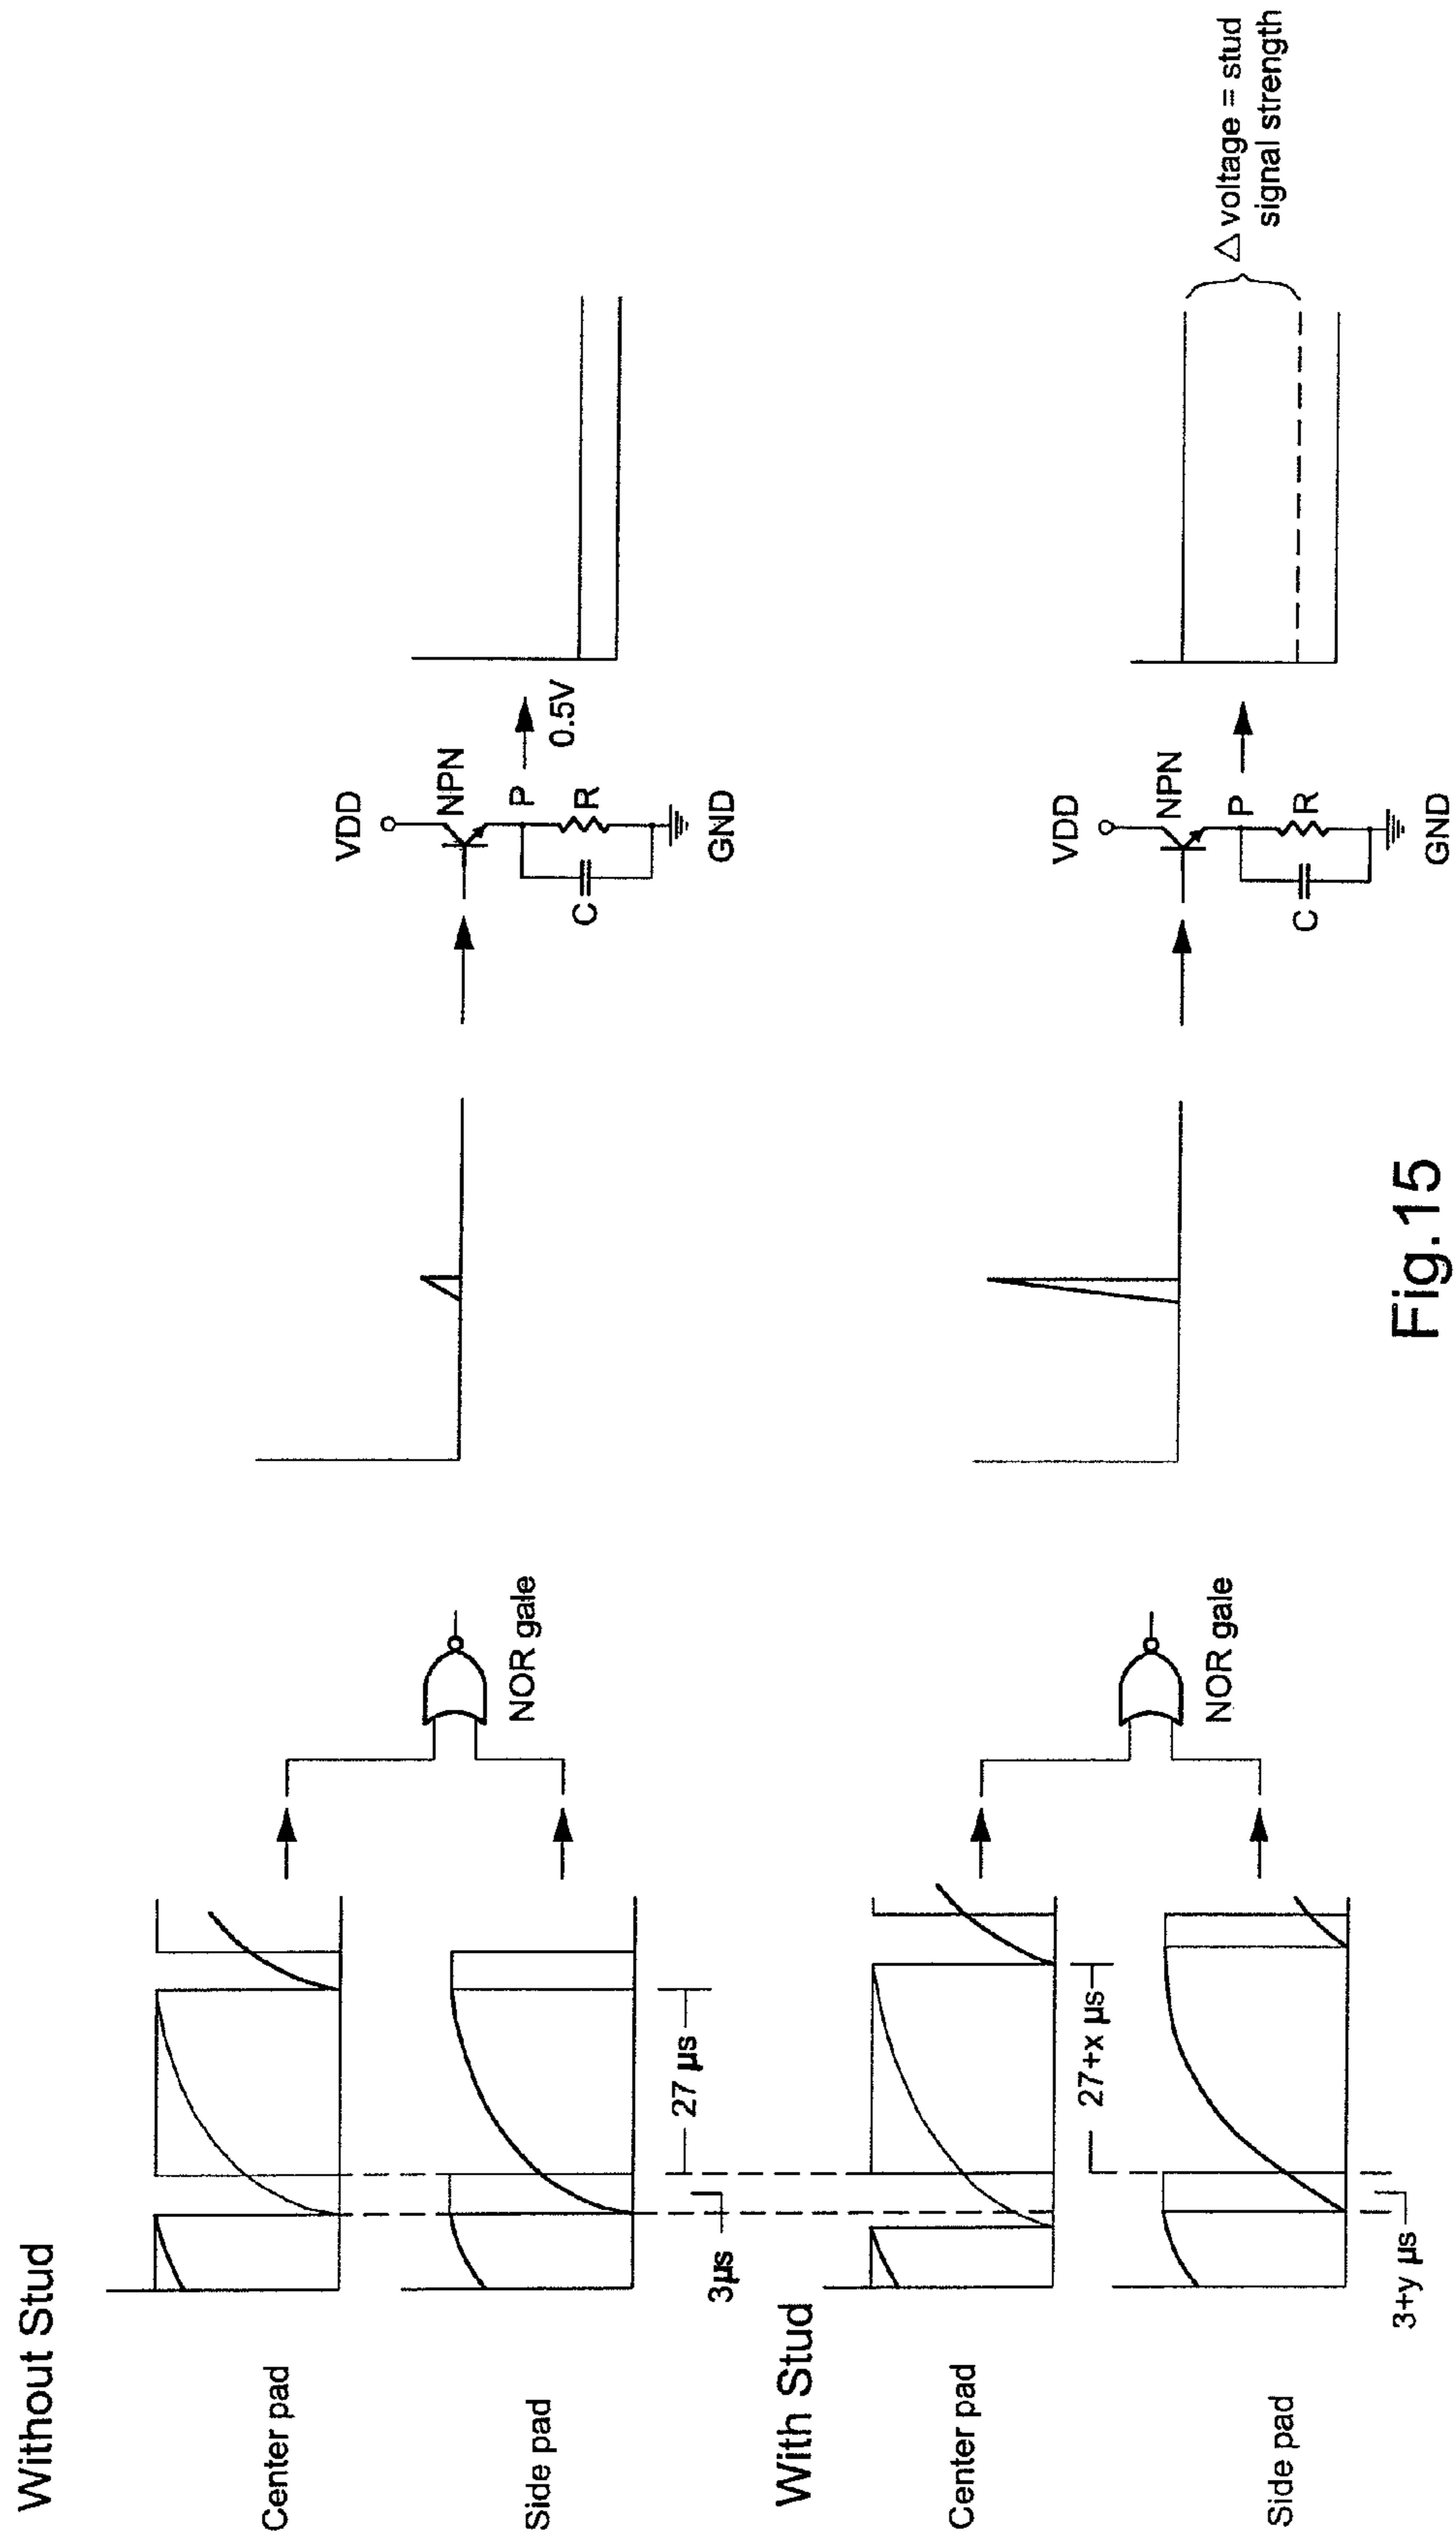 Without Stud
Center pad
Side pad
3μs
27 μs
NOR gale
VDD
NPN
P
C
R
GND
0.5V
With Stud
Center pad
Side pad
27+x μs
3+y μs
NOR gale
VDD
NPN
P
C
R
GND
△ voltage = stud
signal strength
Fig.15